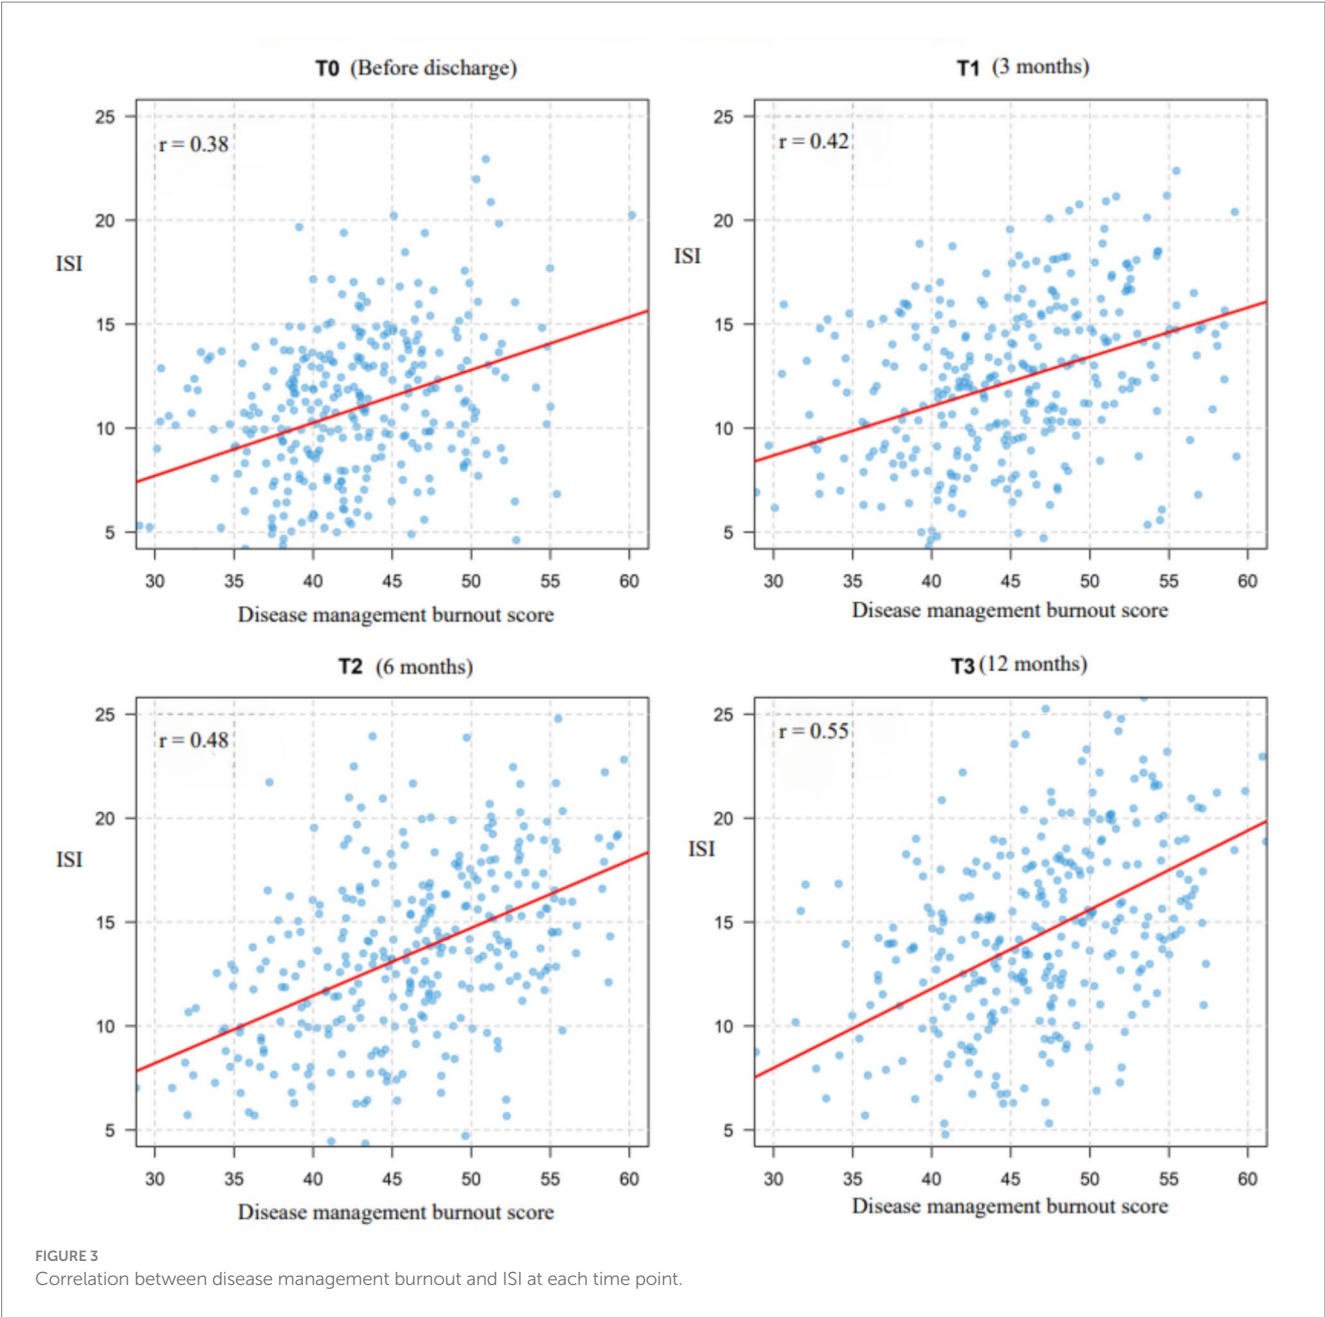 T0 (Before discharge)
25
r = 0.38
20
ISI
15
10
5
30 35 40 45 50 55 60
Disease management burnout score
T1 (3 months)
25
r = 0.42
20
ISI
15
10
5
30 35 40 45 50 55 60
Disease management burnout score
T2 (6 months)
25
r = 0.48
20
ISI
15
10
5
30 35 40 45 50 55 60
Disease management burnout score
T3 (12 months)
25
r = 0.55
20
ISI
15
10
5
30 35 40 45 50 55 60
Disease management burnout score
FIGURE 3
Correlation between disease management burnout and ISI at each time point.